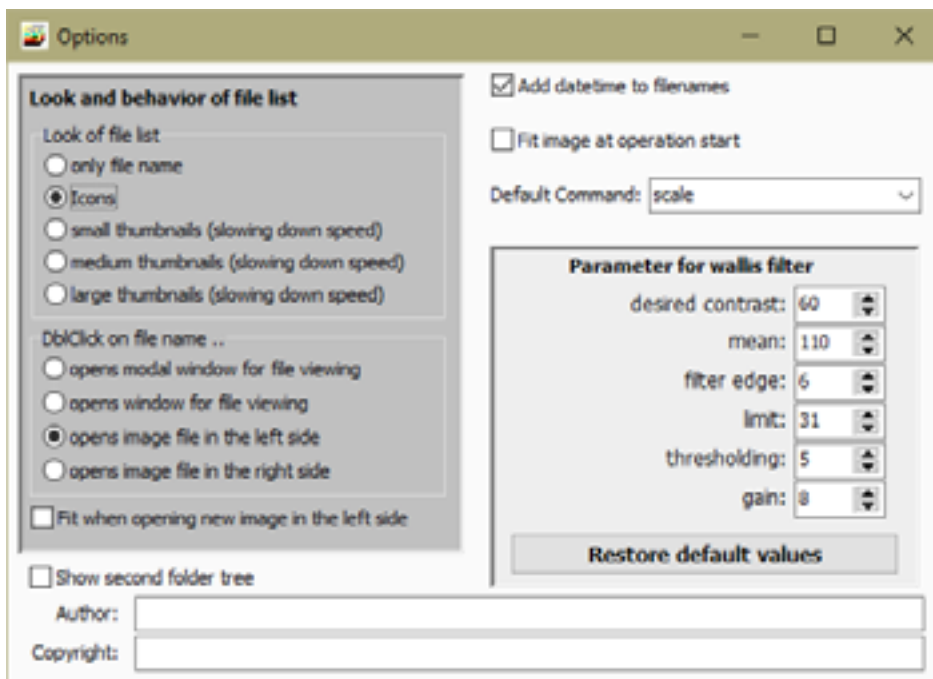 Options
Look and behavior of file list
Look of file list
only file name
Icons
small thumbnails (slowing down speed)
medium thumbnails (slowing down speed)
large thumbnails (slowing down speed)
DblClick on file name ..
opens modal window for file viewing
opens window for file viewing
opens image file in the left side
opens image file in the right side
Fit when opening new image in the left side
Show second folder tree
Add datetime to filenames
Fit image at operation start
Default Command: scale
Parameter for wallis filter
desired contrast: 60
mean: 110
filter edge: 6
limit: 31
thresholding: 5
gain: 8
Restore default values
Author:
Copyright: